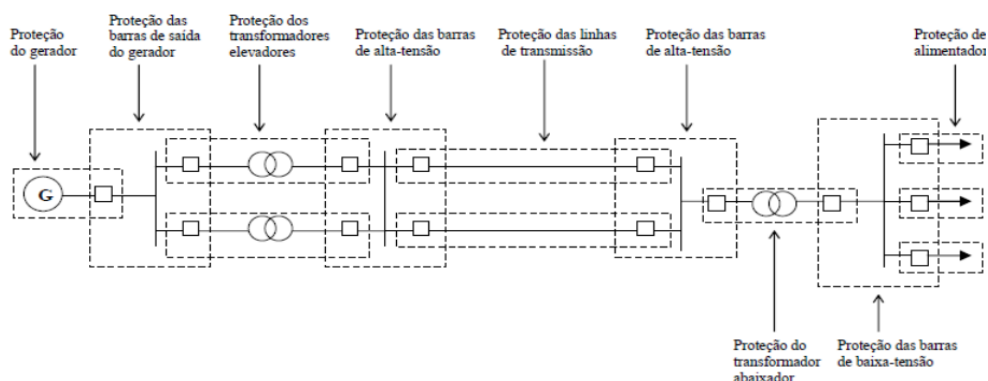 Proteção
do gerador
Proteção das
barras de saída
do gerador
Proteção dos
transformadores
elevadores
Proteção das barras
de alta-tensão
Proteção das linhas
de transmissão
Proteção das barras
de alta-tensão
Proteção de
alimentador
G
Proteção do
transformador
abaixador
Proteção das barras
de baixa-tensão